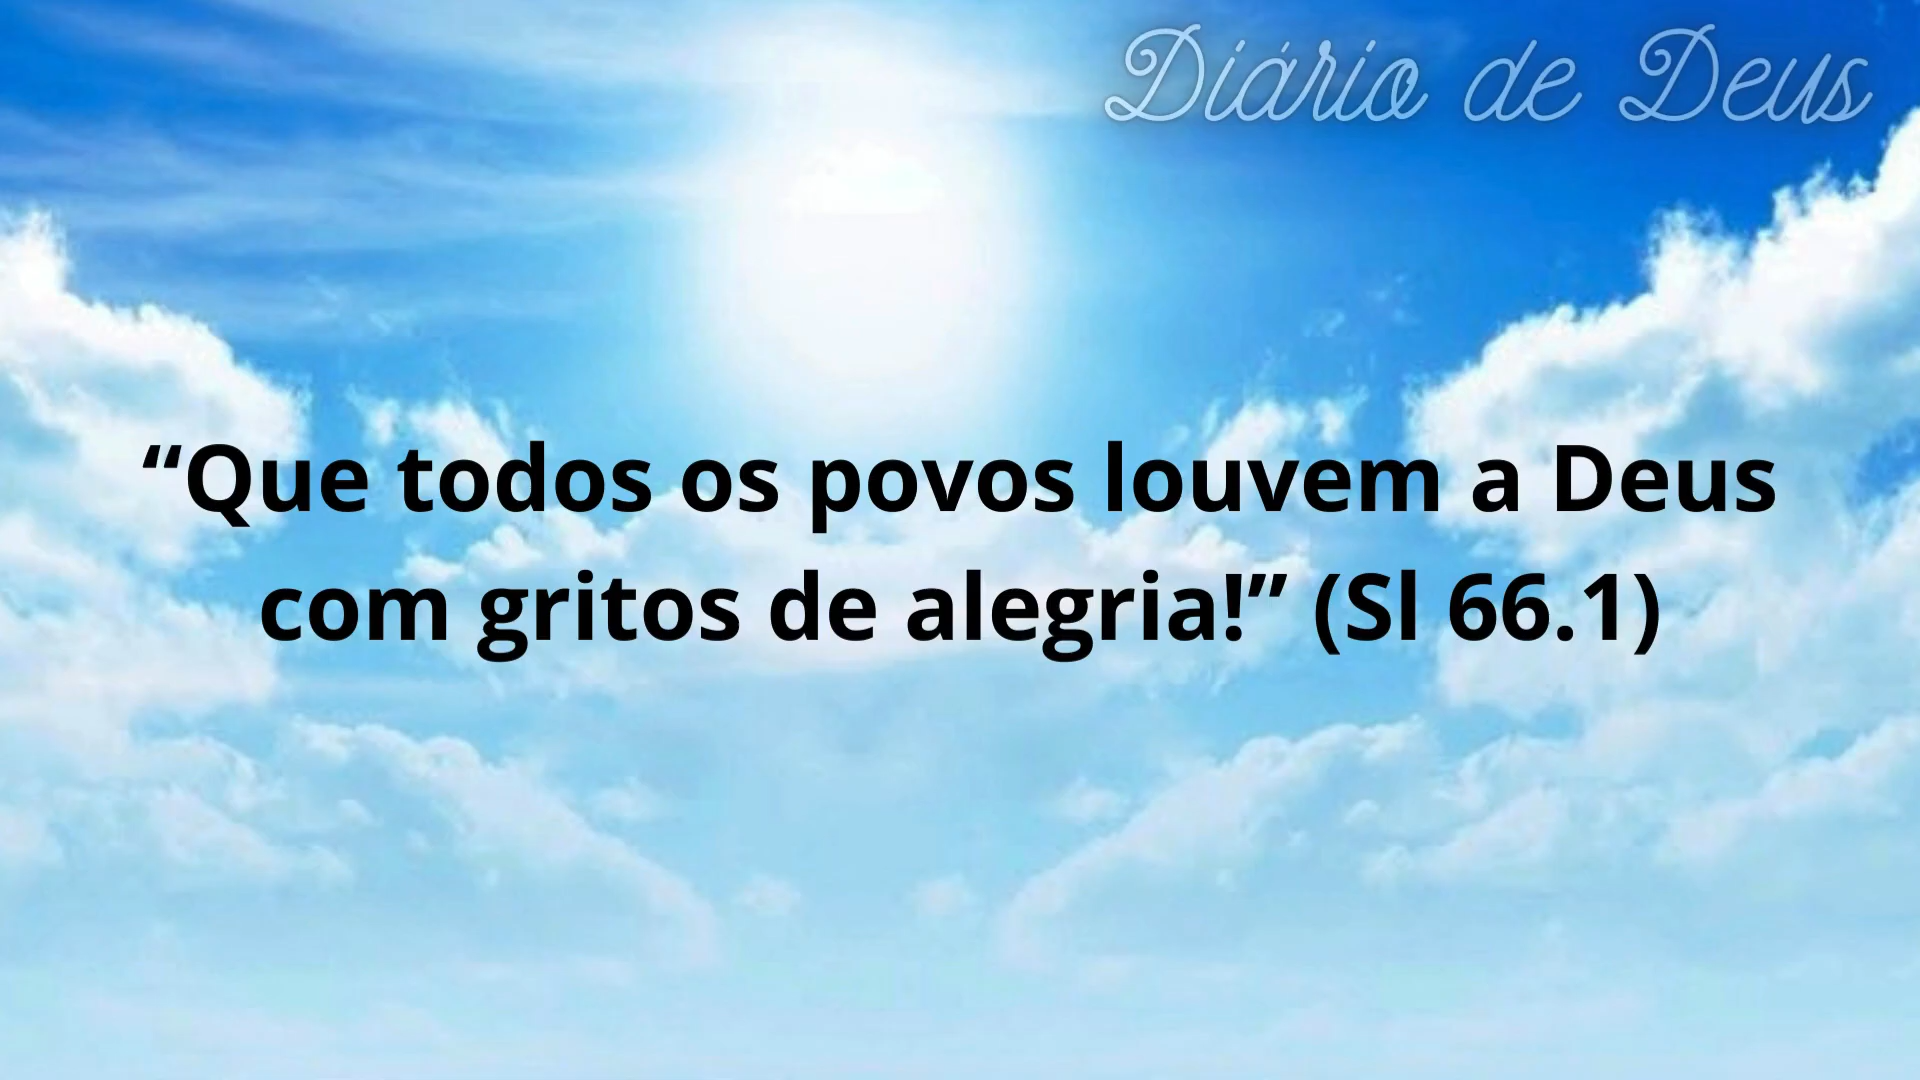 Diário de Deus
“Que todos os povos louvem a Deus
com gritos de alegria!” (Sl 66.1)